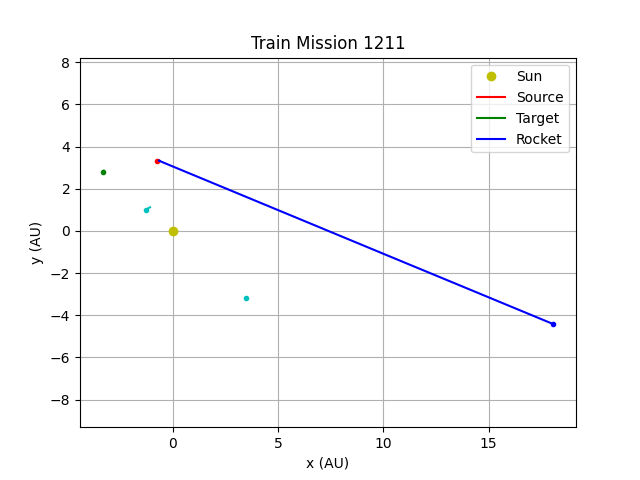 Train Mission 1211
8
6
4
2
0
−2
−4
−6
−8
y (AU)
0
5
10
15
x (AU)
Sun
Source
Target
Rocket